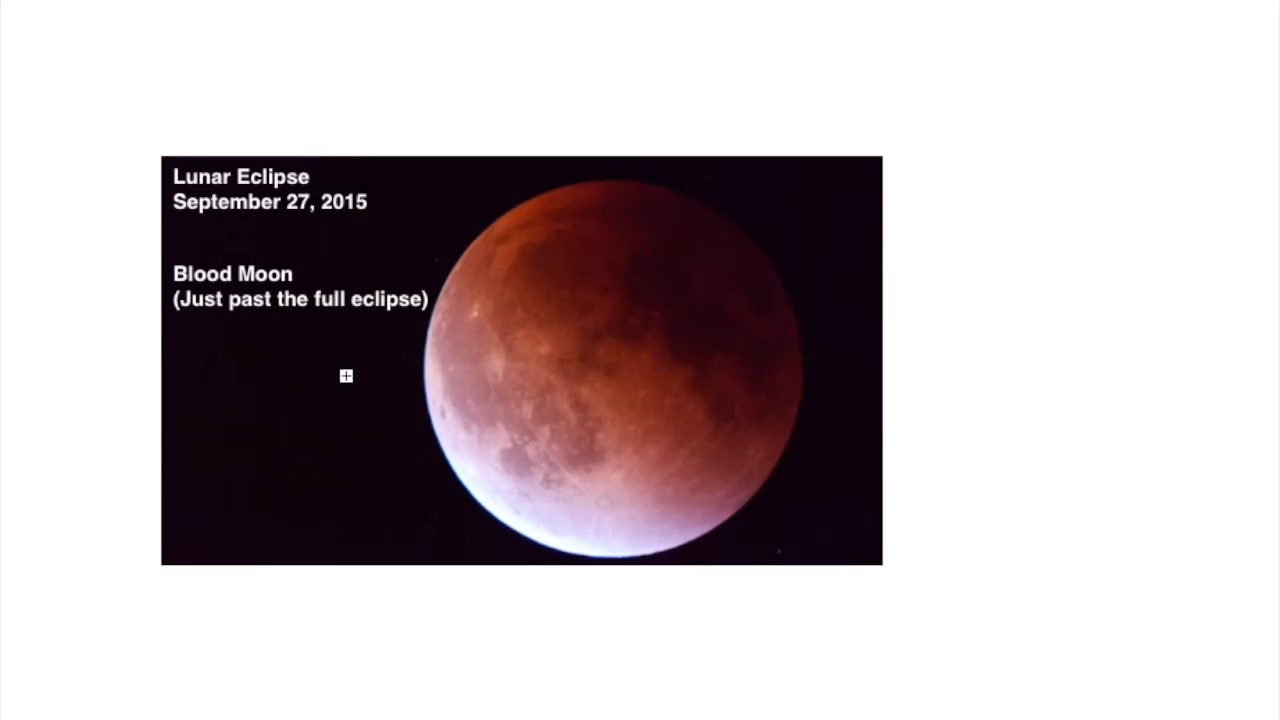 Lunar Eclipse
September 27, 2015
Blood Moon
(Just past the full eclipse)